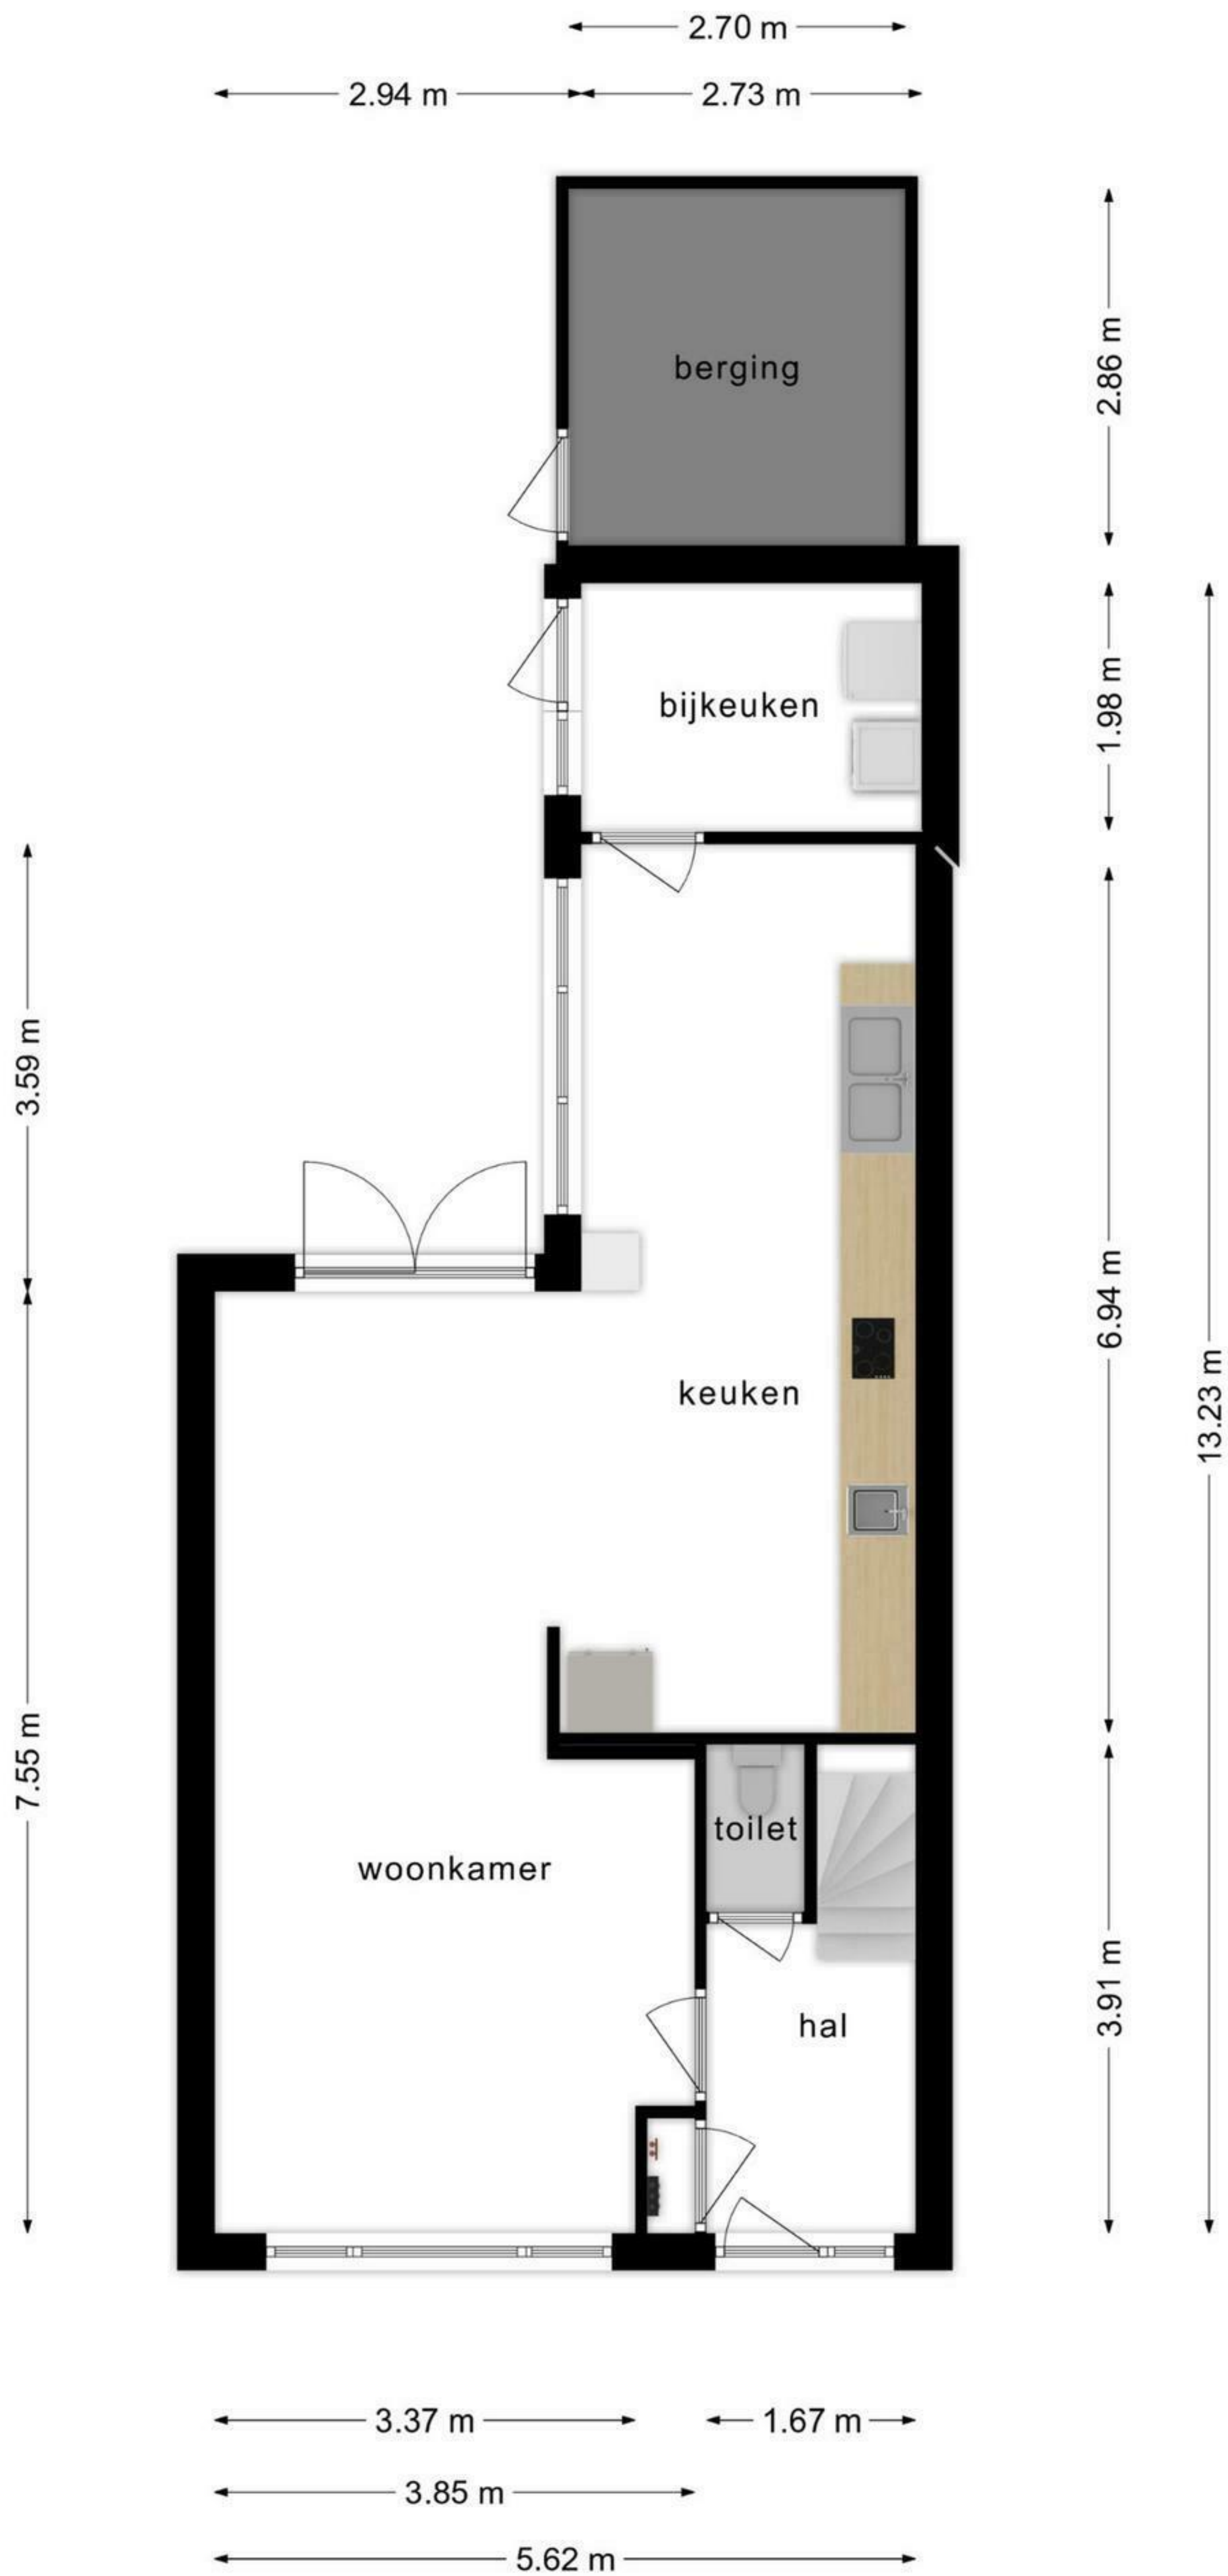 2.70 m
2.94 m
2.73 m
berging
2.86 m
bijkeuken
1.98 m
3.59 m
6.94 m
keuken
13.23 m
7.55 m
toilet
woonkamer
hal
3.91 m
3.37 m
1.67 m
3.85 m
5.62 m